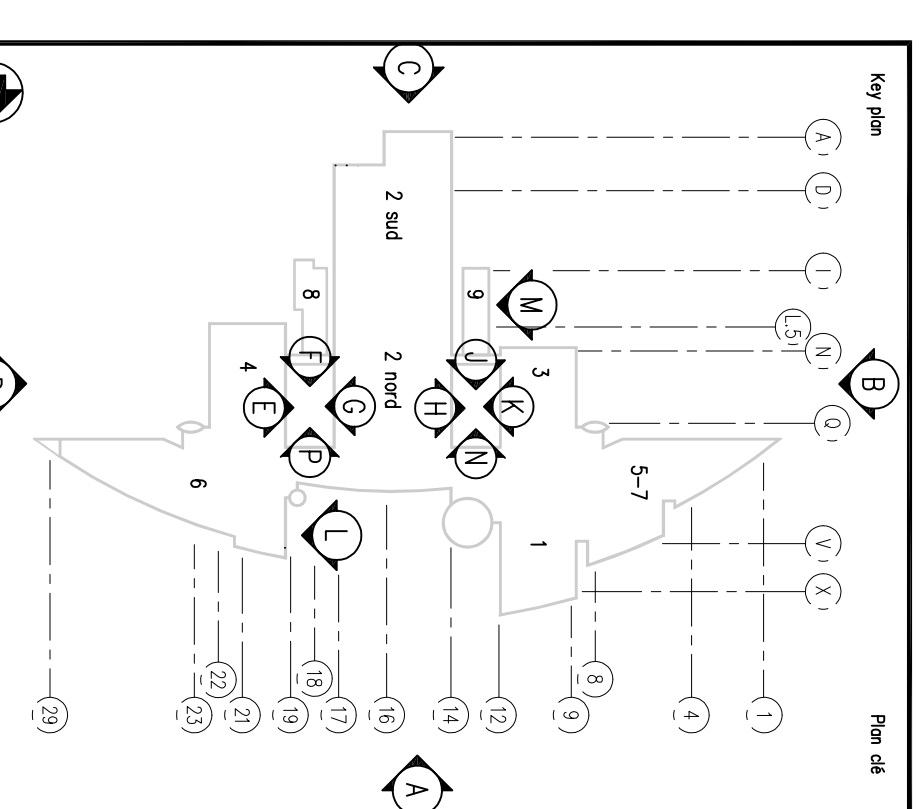 Key plan
Plan clé
A
D
I
L.5
N
Q
V
X
B
C
2 sud
9
M
8
2 nord
3
4
F
J
E
G
H
K
P
N
5-7
6
L
1
29
23
22
21
19
18
17
16
14
12
9
8
4
1
A